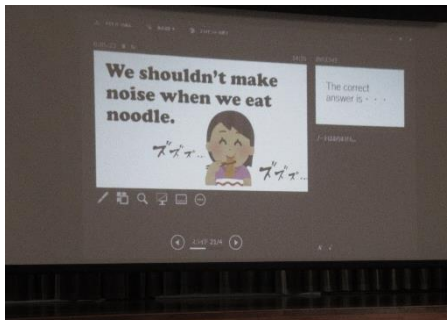 We shouldn't make
noise when we eat
noodle.
ズズズ...
ズズズ...
The correct
answer is・・・